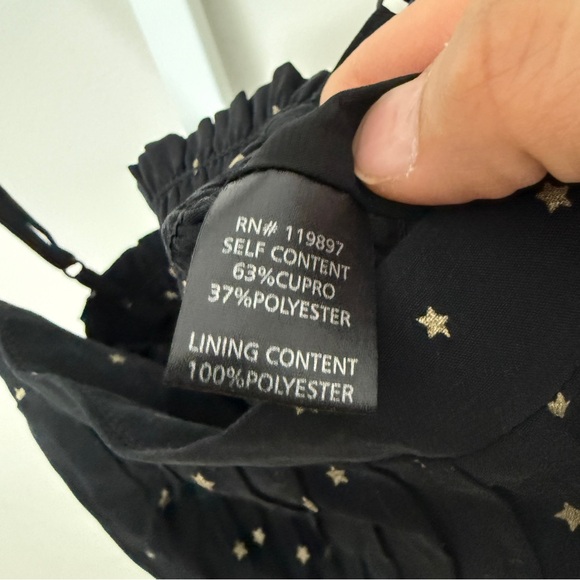 RN# 119897
SELF CONTENT
63%CUPRO
37%POLYESTER
LINING CONTENT
100%POLYESTER